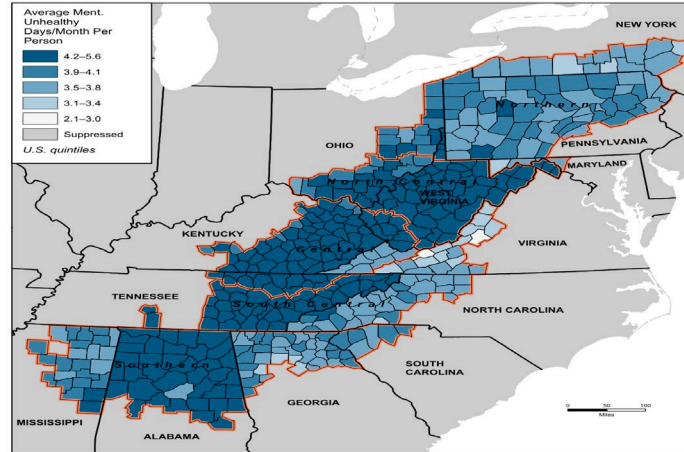 Average Ment.
Unhealthy
Days/Month Per
Person
4.2–5.6
3.9–4.1
3.5–3.8
3.1–3.4
2.1–3.0
Suppressed
U.S. quintiles
NEW YORK
Northern
OHIO
PENNSYLVANIA
MARYLAND
North Central
WEST
VIRGINIA
KENTUCKY
VIRGINIA
Central
TENNESSEE
South Central
NORTH CAROLINA
Southern
SOUTH
CAROLINA
GEORGIA
MISSISSIPPI
ALABAMA
0 50 100
Miles